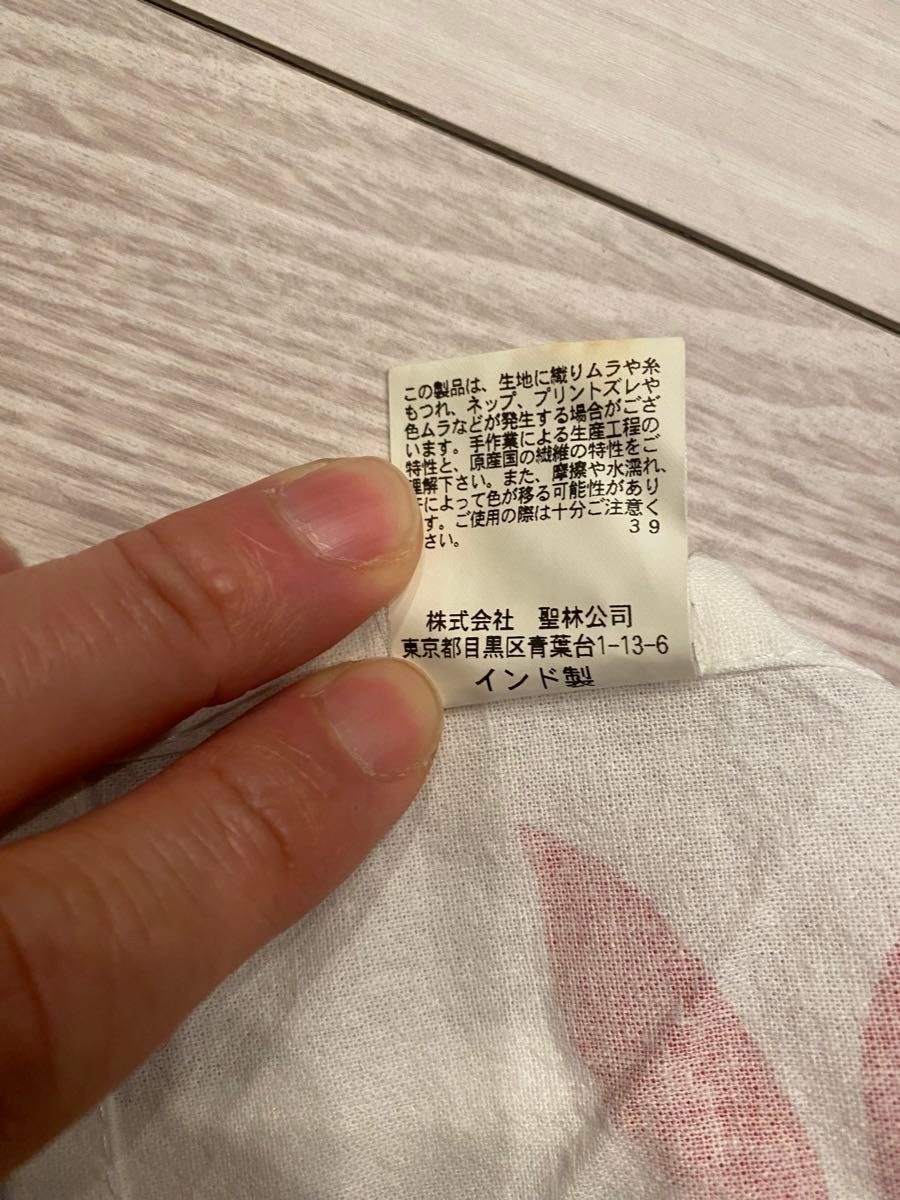 この製品は、生地に織りムラや糸
もつれ、ネップ、プリントズレや
色ムラなどが発生する場合がござ
います。手作業による生産工程の
特性と、原産国の繊維の特性をご
理解下さい。また、摩擦や水濡れ、
によって色が移る可能性があり
す。ご使用の際は十分ご注意く
さい。 39
株式会社 聖林公司
東京都目黒区青葉台1-13-6
インド製